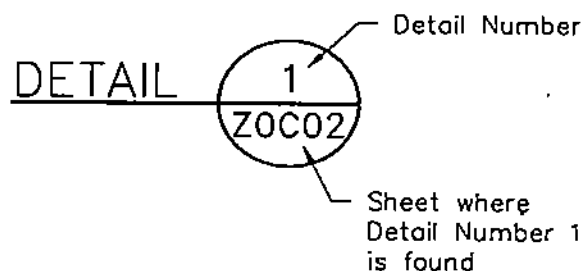 Detail Number
DETAIL
1
Z0C02
Sheet where
Detail Number 1
is found